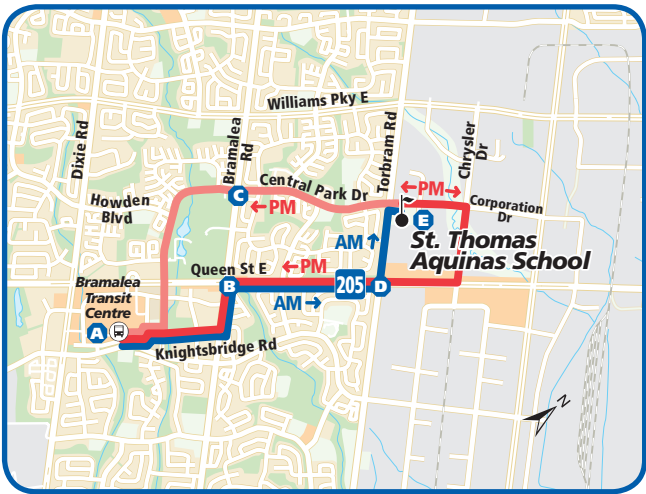 Williams Pky E
Dixie Rd
Bramalea
Rd
Torbram Rd
Chrysler
Dr
Howden
Blvd
Central Park Dr
←PM→
Corporation
Dr
C
←PM
E
AM↑
St. Thomas
Aquinas School
Queen St E
←PM
Bramalea
Transit
Centre
B
205
D
AM→
A
Knightsbridge Rd
N